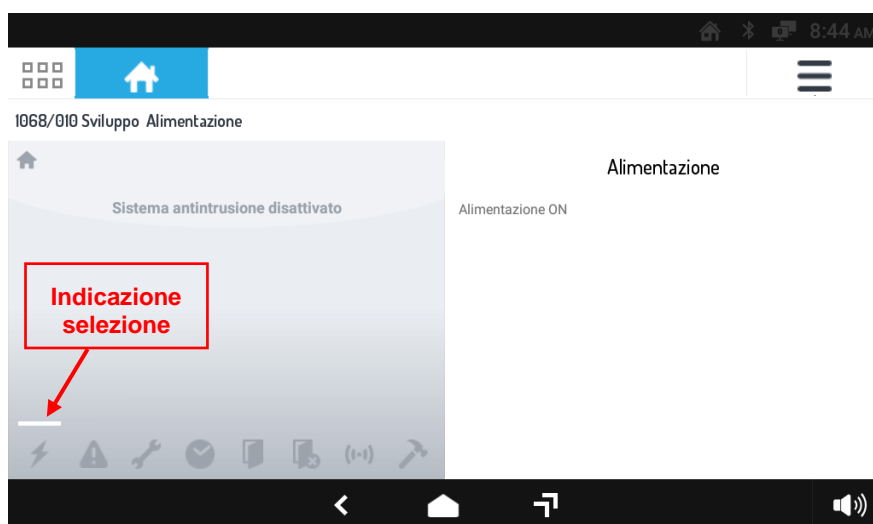 8:44 AM
1068/010 Sviluppo Alimentazione
Alimentazione
Sistema antintrusione disattivato
Alimentazione ON
Indicazione
selezione